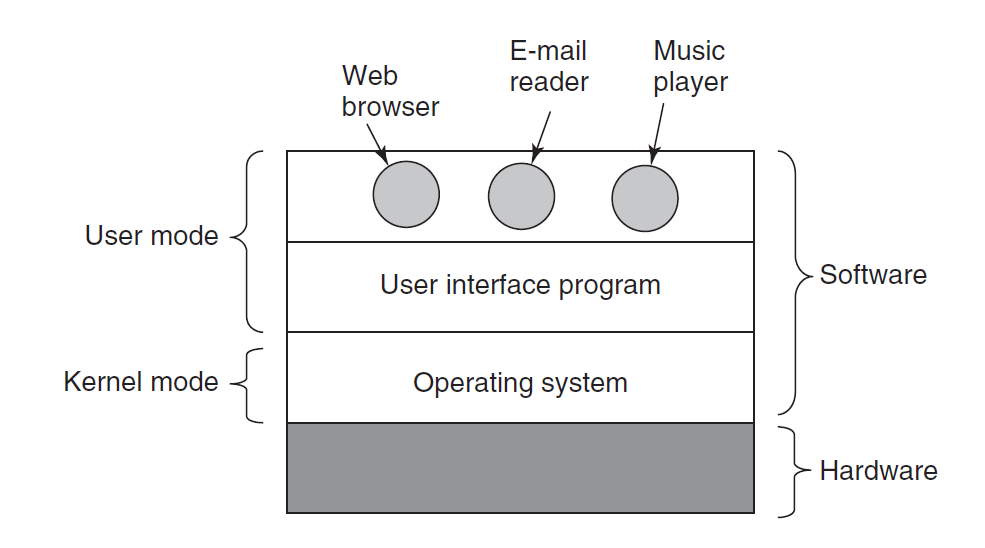 Web
browser
E-mail
reader
Music
player
User mode
User interface program
Software
Kernel mode
Operating system
Hardware